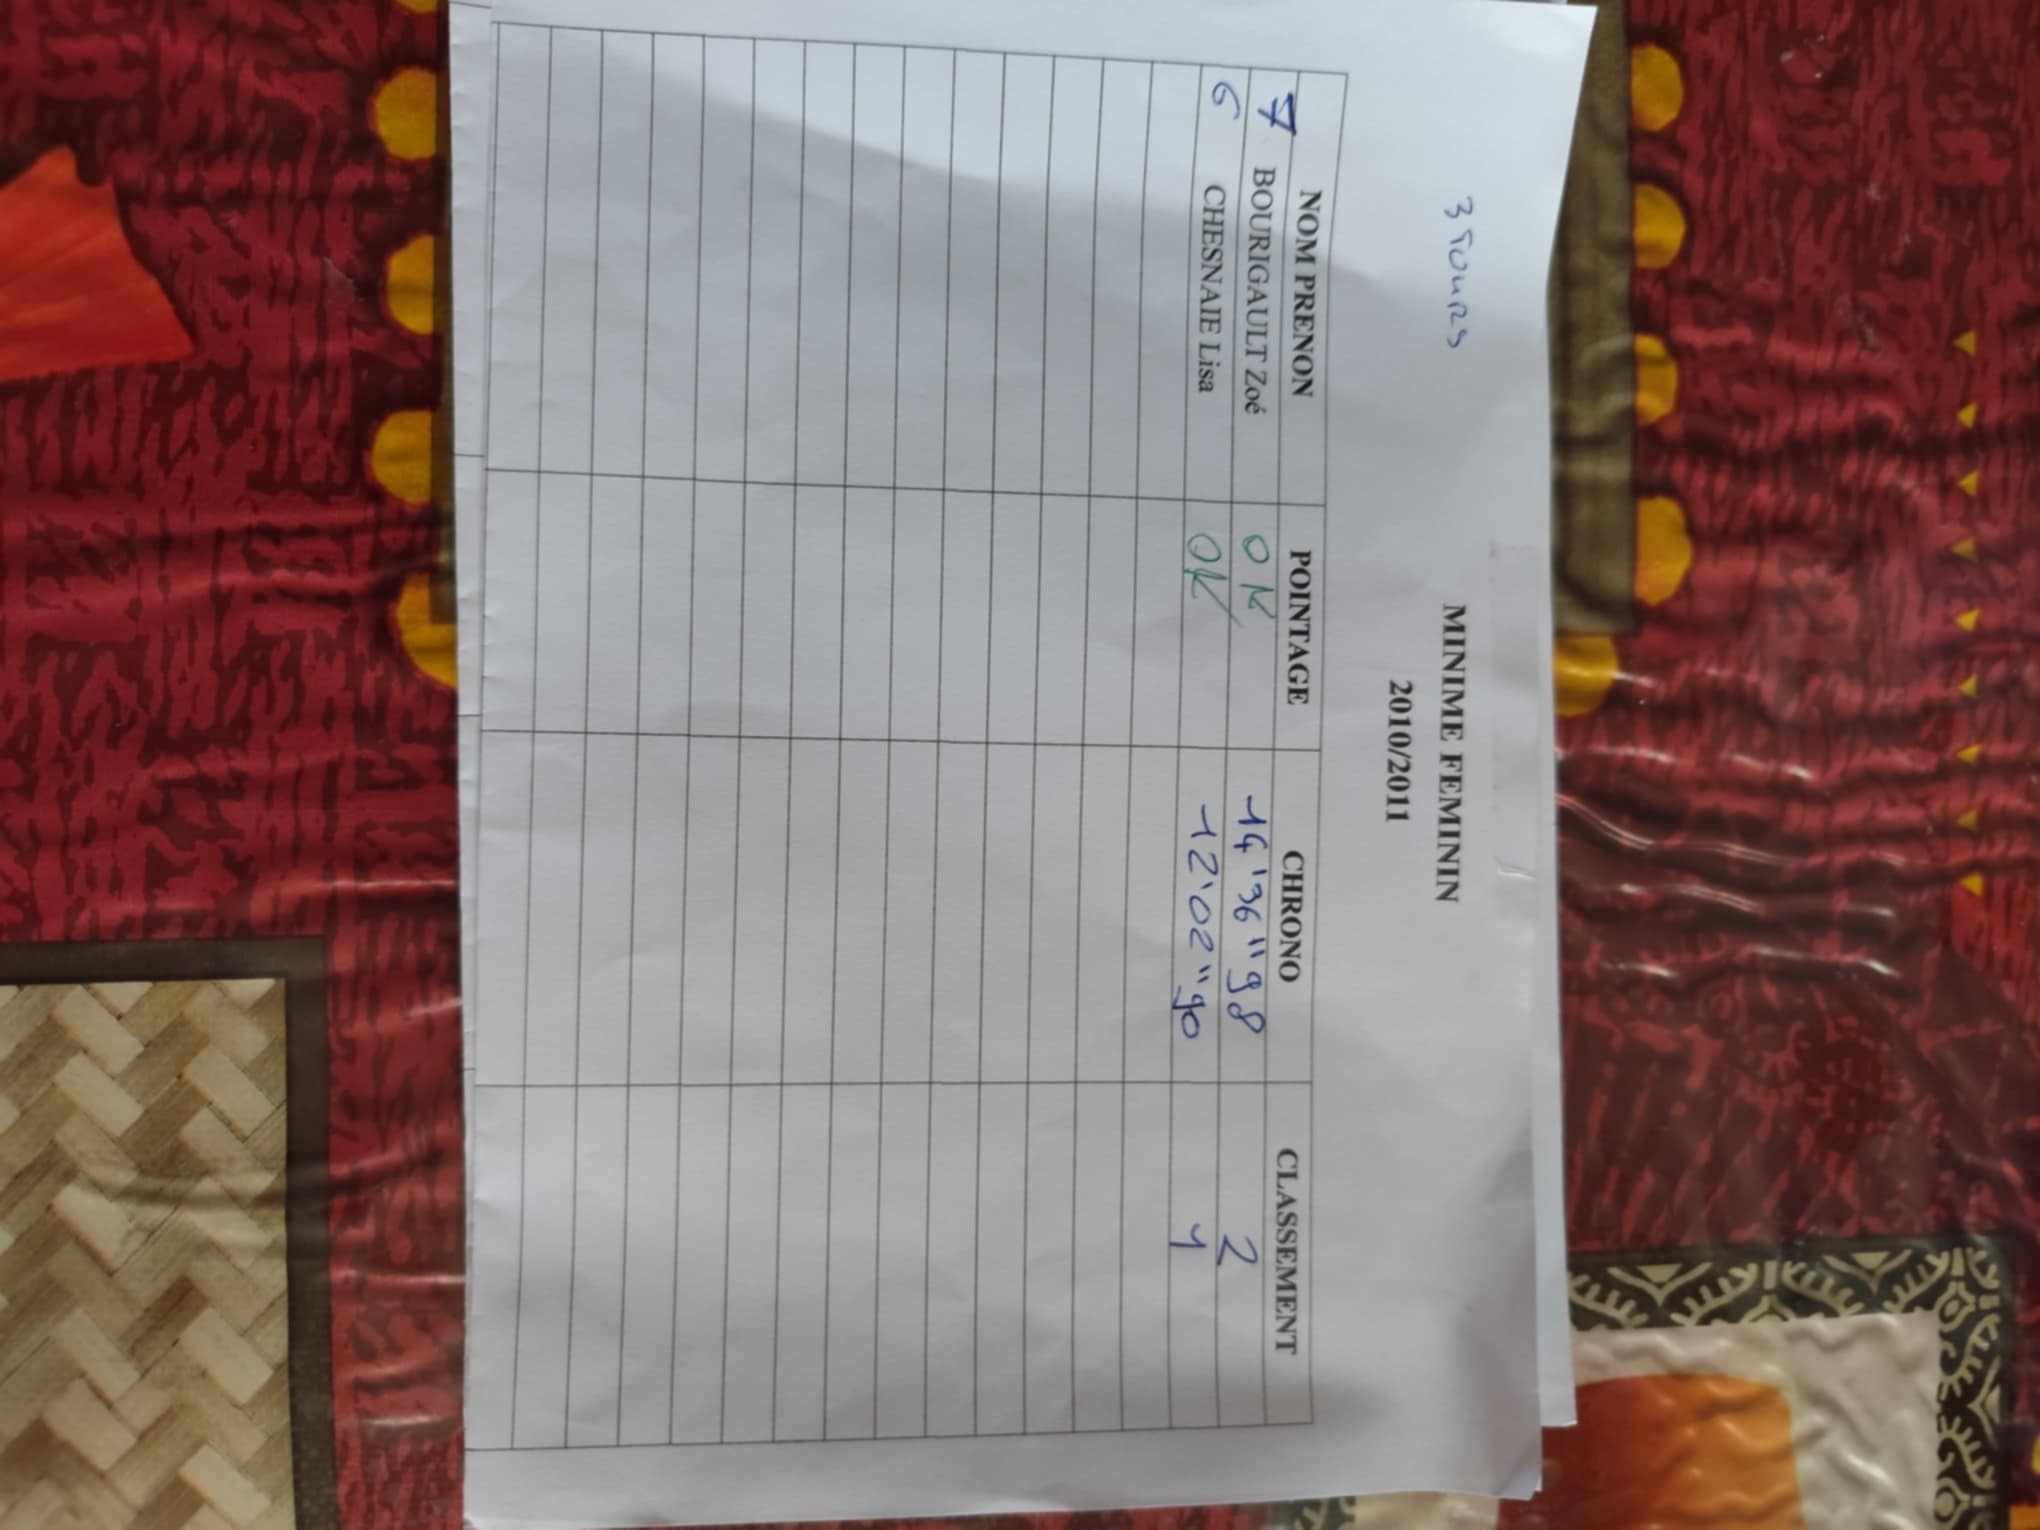 3 TOURS
MINIME FEMININ
2010/2011
NOM PRENON POINTAGE CHRONO CLASSEMENT
7 BOURIGAULT Zoé OK 14'36"98 2
6 CHESNAIE Lisa OK 12'02"90 1